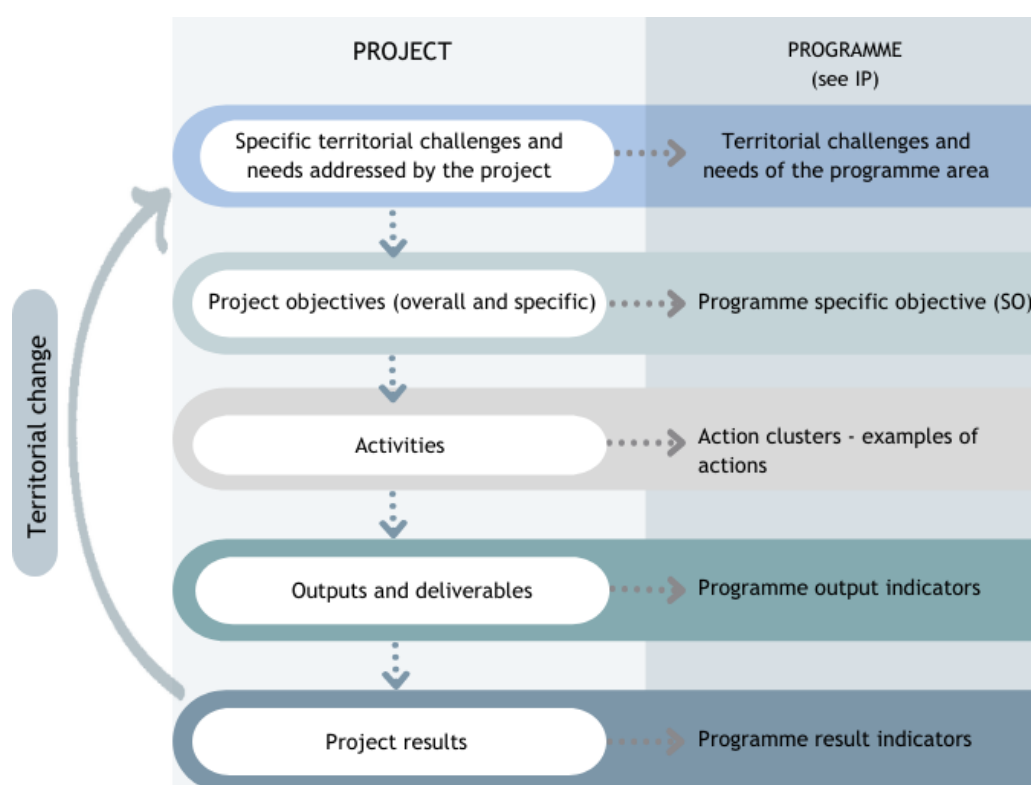 PROJECT
PROGRAMME
(see IP)
Specific territorial challenges and
needs addressed by the project
Territorial challenges and
needs of the programme area
Project objectives (overall and specific)
Programme specific objective (SO)
Activities
Action clusters - examples of
actions
Outputs and deliverables
Programme output indicators
Project results
Programme result indicators
Territorial change